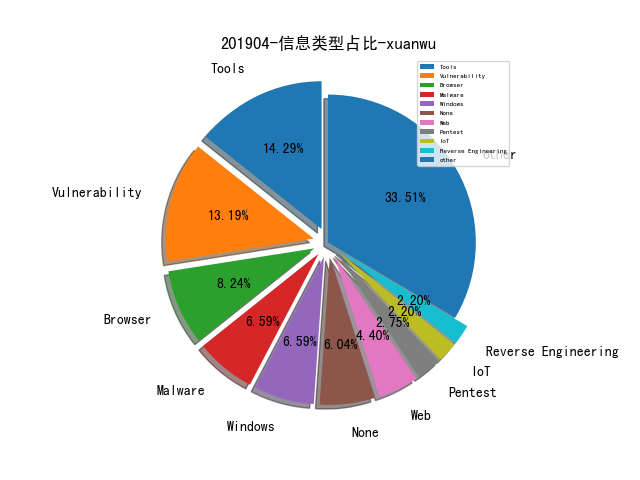 201904-信息类型占比-xuanwu
Tools
Vulnerability
Browser
Malware
Windows
None
Web
Pentest
IoT
Reverse Engineering
other
14.29%
13.19%
8.24%
6.59%
6.59%
6.04%
4.40%
2.75%
2.20%
2.20%
33.51%
Tools
Vulnerability
Browser
Malware
Windows
None
Web
Pentest
IoT
Reverse Engineering
other